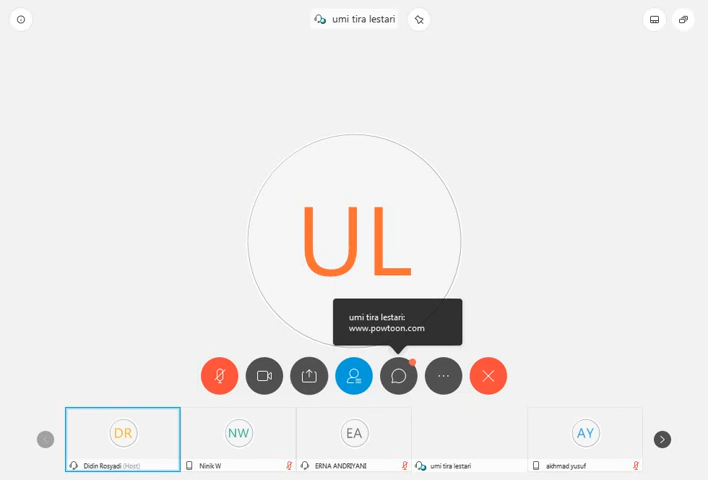 umi tira lestari
UL
umi tira lestari:
www.powtoon.com
DR
NW
EA
AY
Didin Rosyadi (Host)
Ninik W
ERNA ANDRIYANI
umi tira lestari
akhmad yusuf